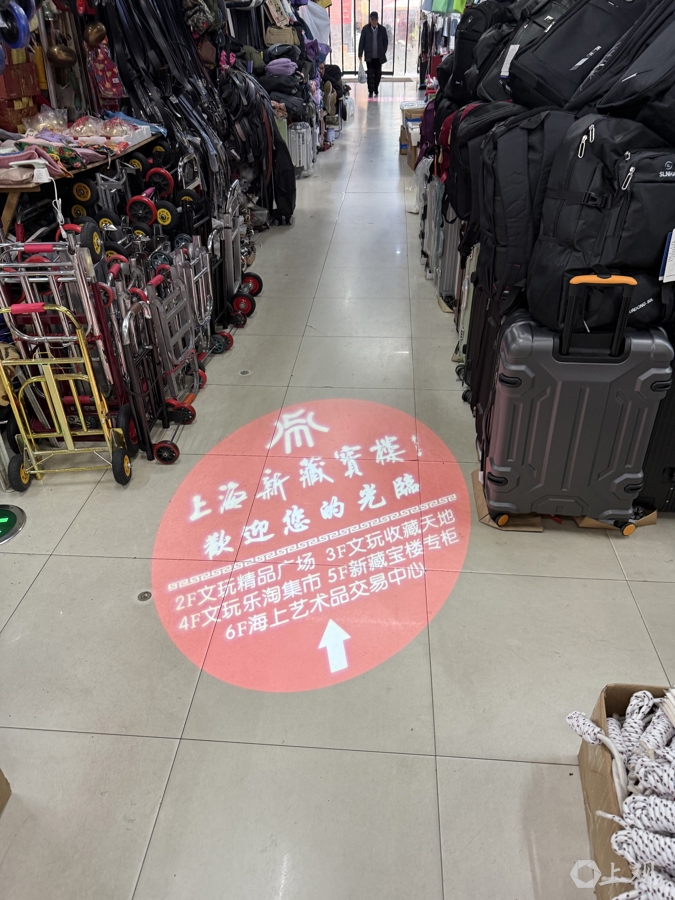 上海新藏寳樓!
歡迎您的光臨
2F文玩精品广场 3F文玩收藏天地
4F文玩乐淘集市 5F新藏宝楼专柜
6F海上艺术品交易中心
上观